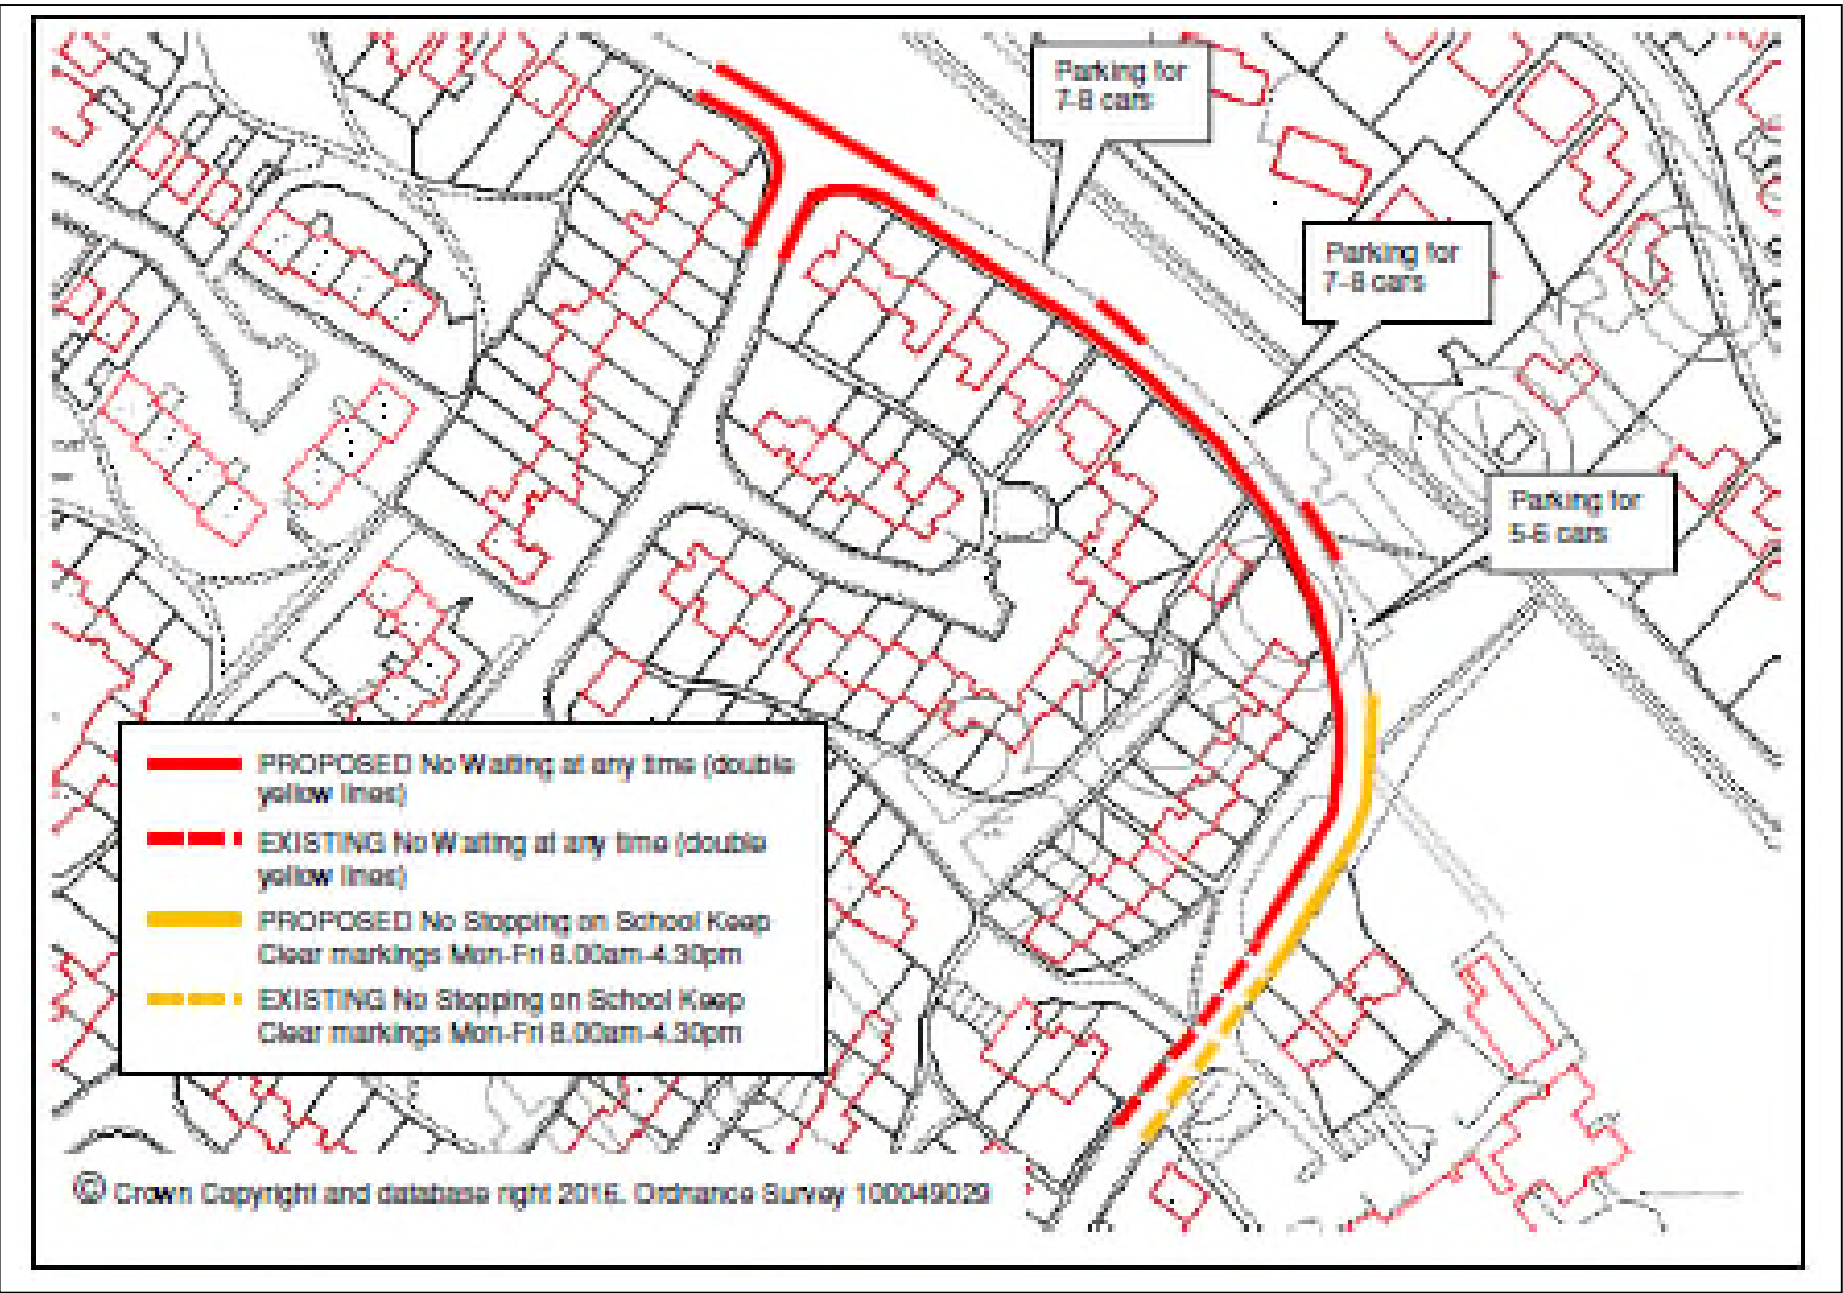 Parking for
7-8 cars
Parking for
7-8 cars
Parking for
5-6 cars
PROPOSED No Waiting at any time (double
yellow lines)
EXISTING No Waiting at any time (double
yellow lines)
PROPOSED No Stopping on School Keep
Clear markings Mon-Fri 8.00am-4.30pm
EXISTING No Stopping on School Keep
Clear markings Mon-Fri 8.00am-4.30pm
© Crown Copyright and database right 2016. Ordnance Survey 100049029